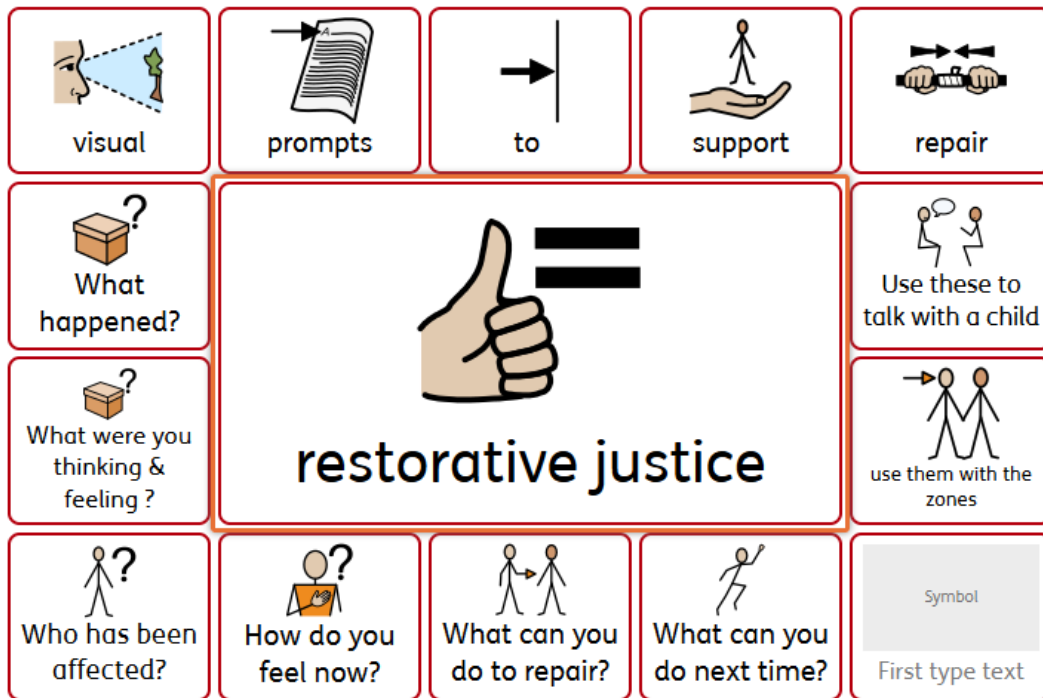 visual
prompts
to
support
repair
What
happened?
restorative justice
Use these to
talk with a child
What were you
thinking &
feeling ?
use them with the
zones
Who has been
affected?
How do you
feel now?
What can you
do to repair?
What can you
do next time?
Symbol
First type text